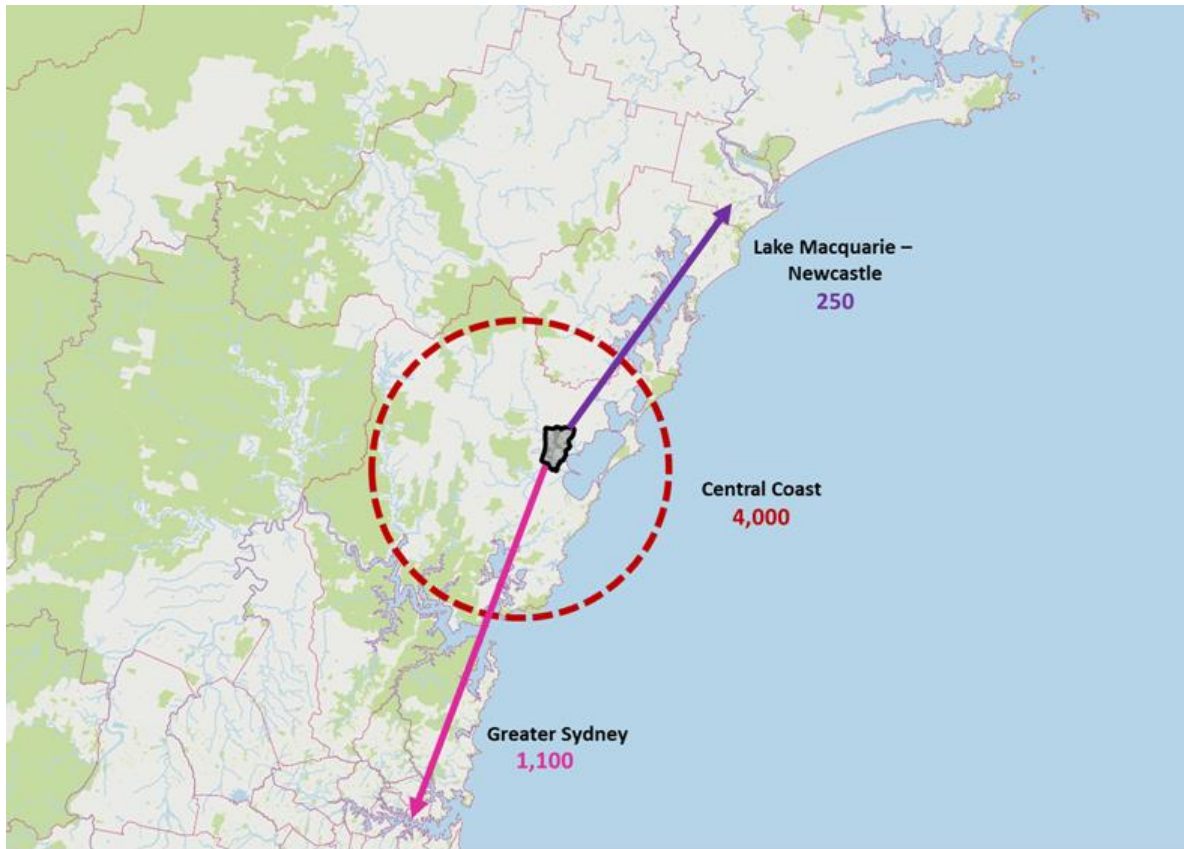 Lake Macquarie –
Newcastle
250
Central Coast
4,000
Greater Sydney
1,100